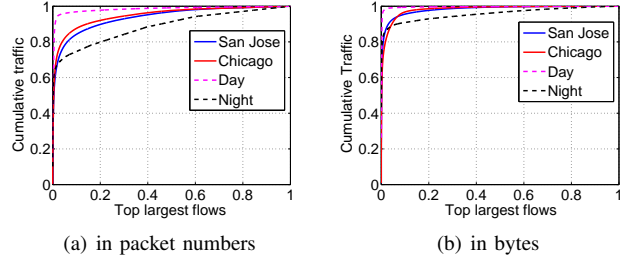 Cumulative traffic
1
0.8
0.6
0.4
0.2
0
San Jose
Chicago
Day
Night
0 0.2 0.4 0.6 0.8 1
Top largest flows
(a) in packet numbers
Cumulative Traffic
1
0.8
0.6
0.4
0.2
0
San Jose
Chicago
Day
Night
0 0.2 0.4 0.6 0.8 1
Top largest flows
(b) in bytes